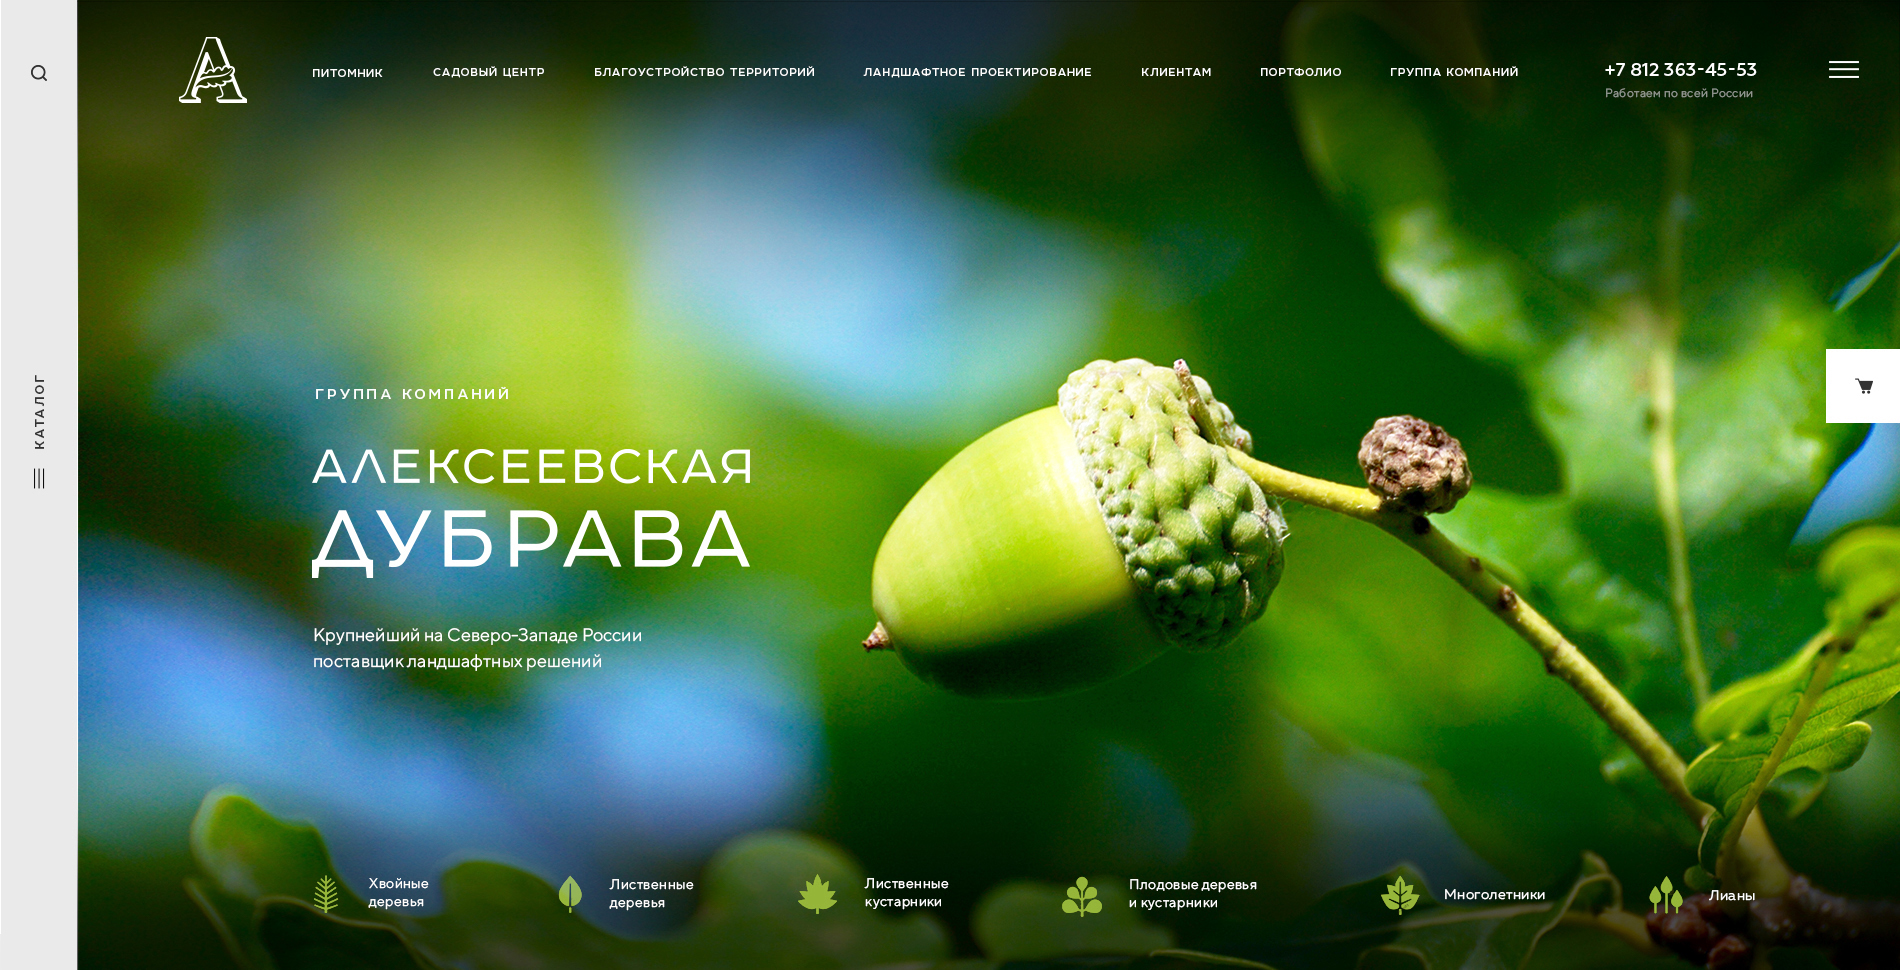 ПИТОМНИК
САДОВЫЙ ЦЕНТР
БЛАГОУСТРОЙСТВО ТЕРРИТОРИЙ
ЛАНДШАФТНОЕ ПРОЕКТИРОВАНИЕ
КЛИЕНТАМ
ПОРТФОЛИО
ГРУППА КОМПАНИЙ
+7 812 363-45-53
Работаем по всей России
КАТАЛОГ
ГРУППА КОМПАНИЙ
АЛЕКСЕЕВСКАЯ
ДУБРАВА
Крупнейший на Северо-Западе России
поставщик ландшафтных решений
Хвойные
деревья
Лиственные
деревья
Лиственные
кустарники
Плодовые деревья
и кустарники
Многолетники
Лианы